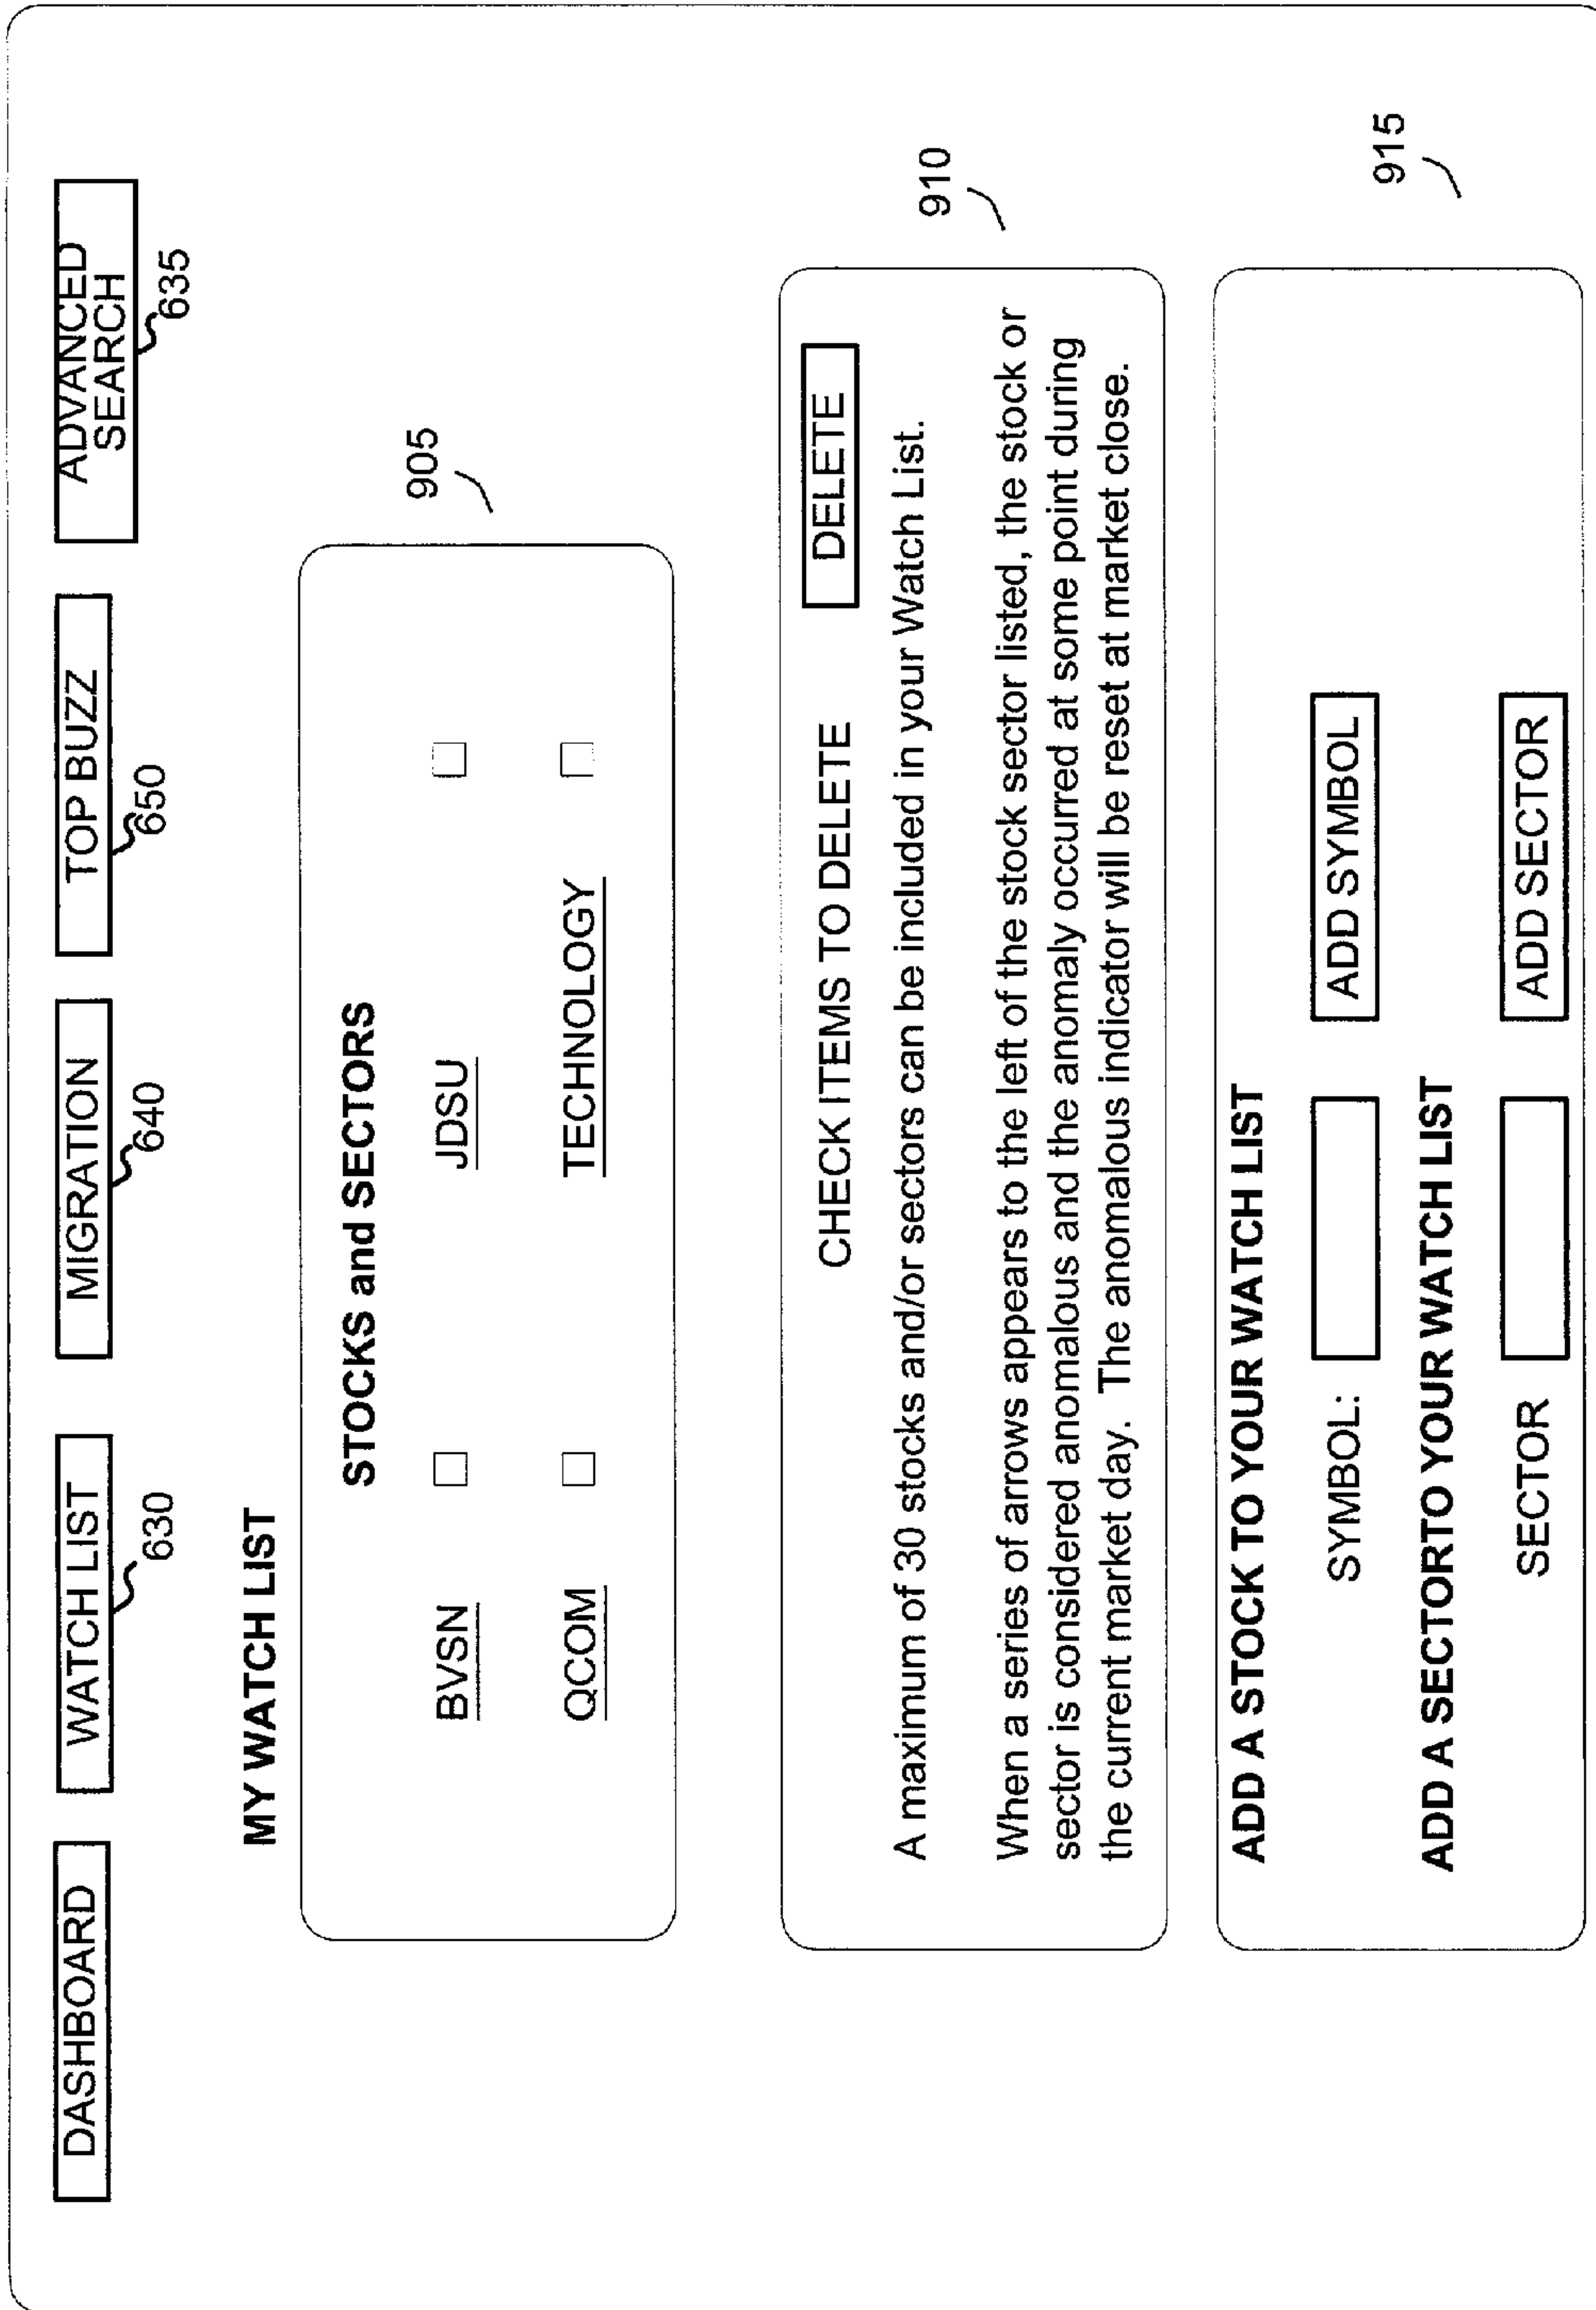 DASHBOARD WATCH LIST MIGRATION TOP BUZZ ADVANCED
SEARCH
630 640 650 635
MY WATCH LIST
905
STOCKS and SECTORS
BVSN JDSU
QCOM TECHNOLOGY
CHECK ITEMS TO DELETE DELETE
910
A maximum of 30 stocks and/or sectors can be included in your Watch List.
When a series of arrows appears to the left of the stock sector listed, the stock or
sector is considered anomalous and the anomaly occurred at some point during
the current market day. The anomalous indicator will be reset at market close.
ADD A STOCK TO YOUR WATCH LIST
915
SYMBOL: ADD SYMBOL
ADD A SECTORTO YOUR WATCH LIST
SECTOR ADD SECTOR